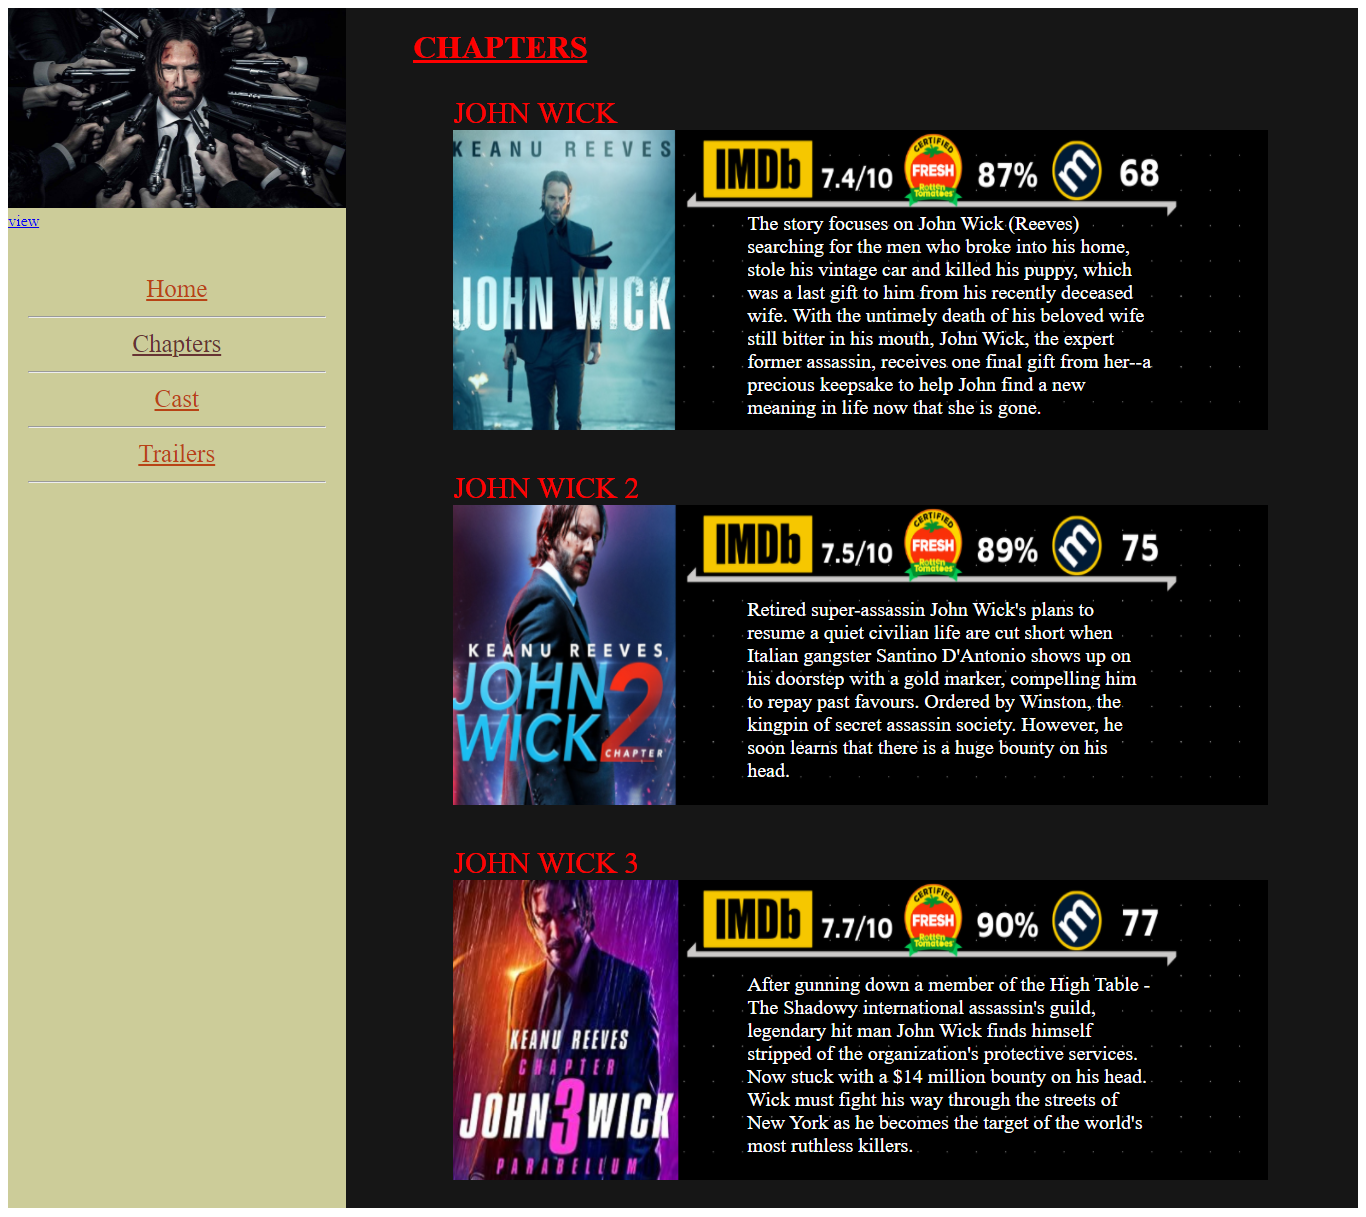 view
Home
Chapters
Cast
Trailers
CHAPTERS
JOHN WICK
KEANU REEVES
JOHN WICK
IMDb 7.4/10 CERTIFIED FRESH Rotten Tomatoes 87% m 68
The story focuses on John Wick (Reeves)
searching for the men who broke into his home,
stole his vintage car and killed his puppy, which
was a last gift to him from his recently deceased
wife. With the untimely death of his beloved wife
still bitter in his mouth, John Wick, the expert
former assassin, receives one final gift from her--a
precious keepsake to help John find a new
meaning in life now that she is gone.
JOHN WICK 2
KEANU REEVES
JOHN
WICK 2
CHAPTER
IMDb 7.5/10 CERTIFIED FRESH Rotten Tomatoes 89% m 75
Retired super-assassin John Wick's plans to
resume a quiet civilian life are cut short when
Italian gangster Santino D'Antonio shows up on
his doorstep with a gold marker, compelling him
to repay past favours. Ordered by Winston, the
kingpin of secret assassin society. However, he
soon learns that there is a huge bounty on his
head.
JOHN WICK 3
KEANU REEVES
CHAPTER
JOHN 3 WICK
PARABELLUM
IMDb 7.7/10 CERTIFIED FRESH Rotten Tomatoes 90% m 77
After gunning down a member of the High Table -
The Shadowy international assassin's guild,
legendary hit man John Wick finds himself
stripped of the organization's protective services.
Now stuck with a $14 million bounty on his head.
Wick must fight his way through the streets of
New York as he becomes the target of the world's
most ruthless killers.